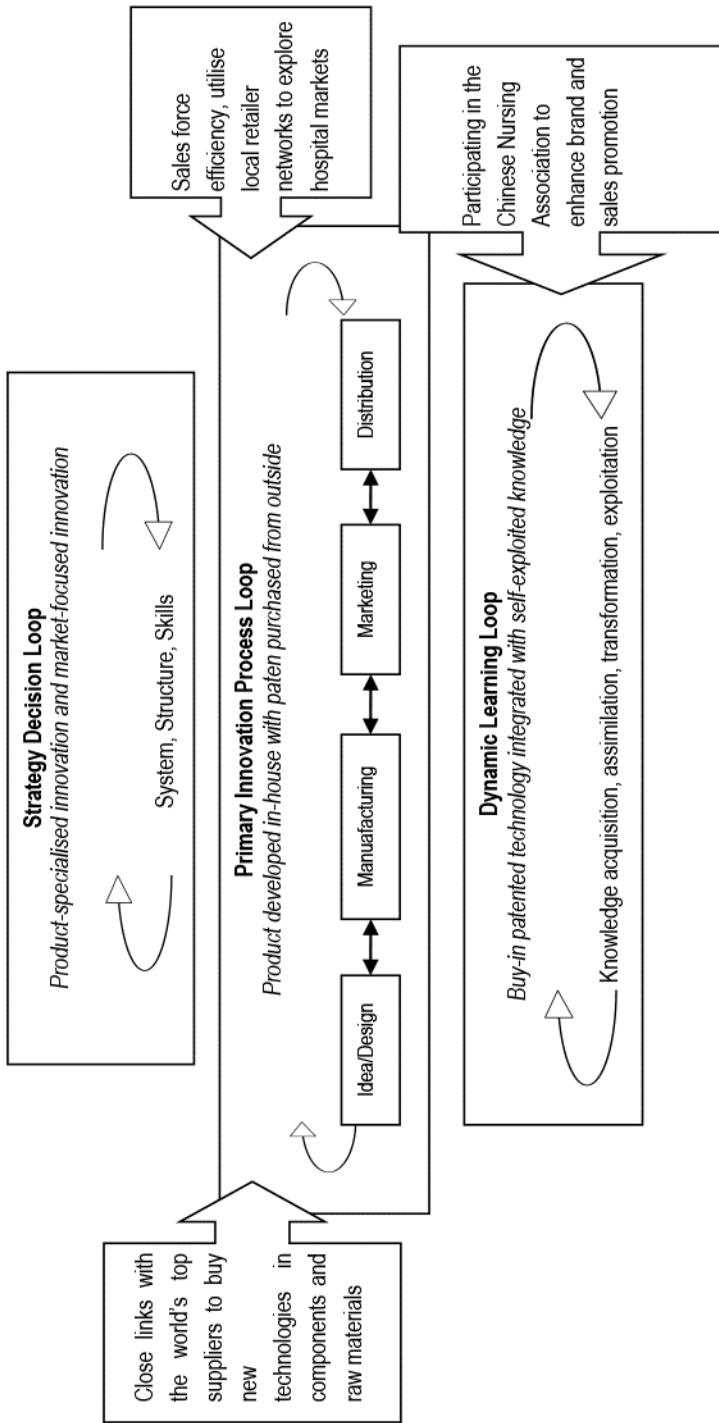 Strategy Decision Loop
Product-specialised innovation and market-focused innovation
System, Structure, Skills
Close links with
the world's top
suppliers to buy
new
technologies in
components and
raw materials
Primary Innovation Process Loop
Product developed in-house with paten purchased from outside
Idea/Design
Manuafacturing
Marketing
Distribution
Sales force
efficiency, utilise
local retailer
networks to explore
hospital markets
Dynamic Learning Loop
Buy-in patented technology integrated with self-exploited knowledge
Knowledge acquisition, assimilation, transformation, exploitation
Participating in the
Chinese Nursing
Association to
enhance brand and
sales promotion